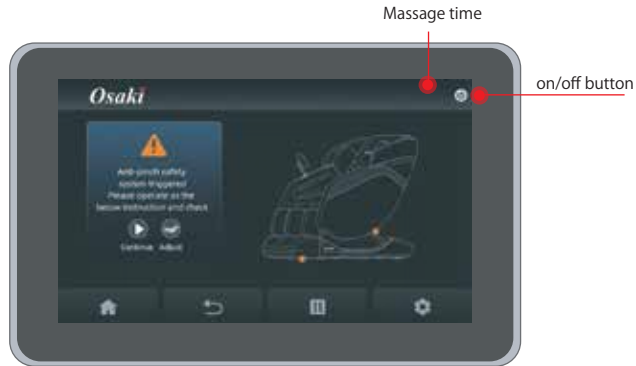 Massage time
on/off button
Osaki
Anti-pinch safety
system triggered
Please operate as the
below instruction and check
Continue Adjust